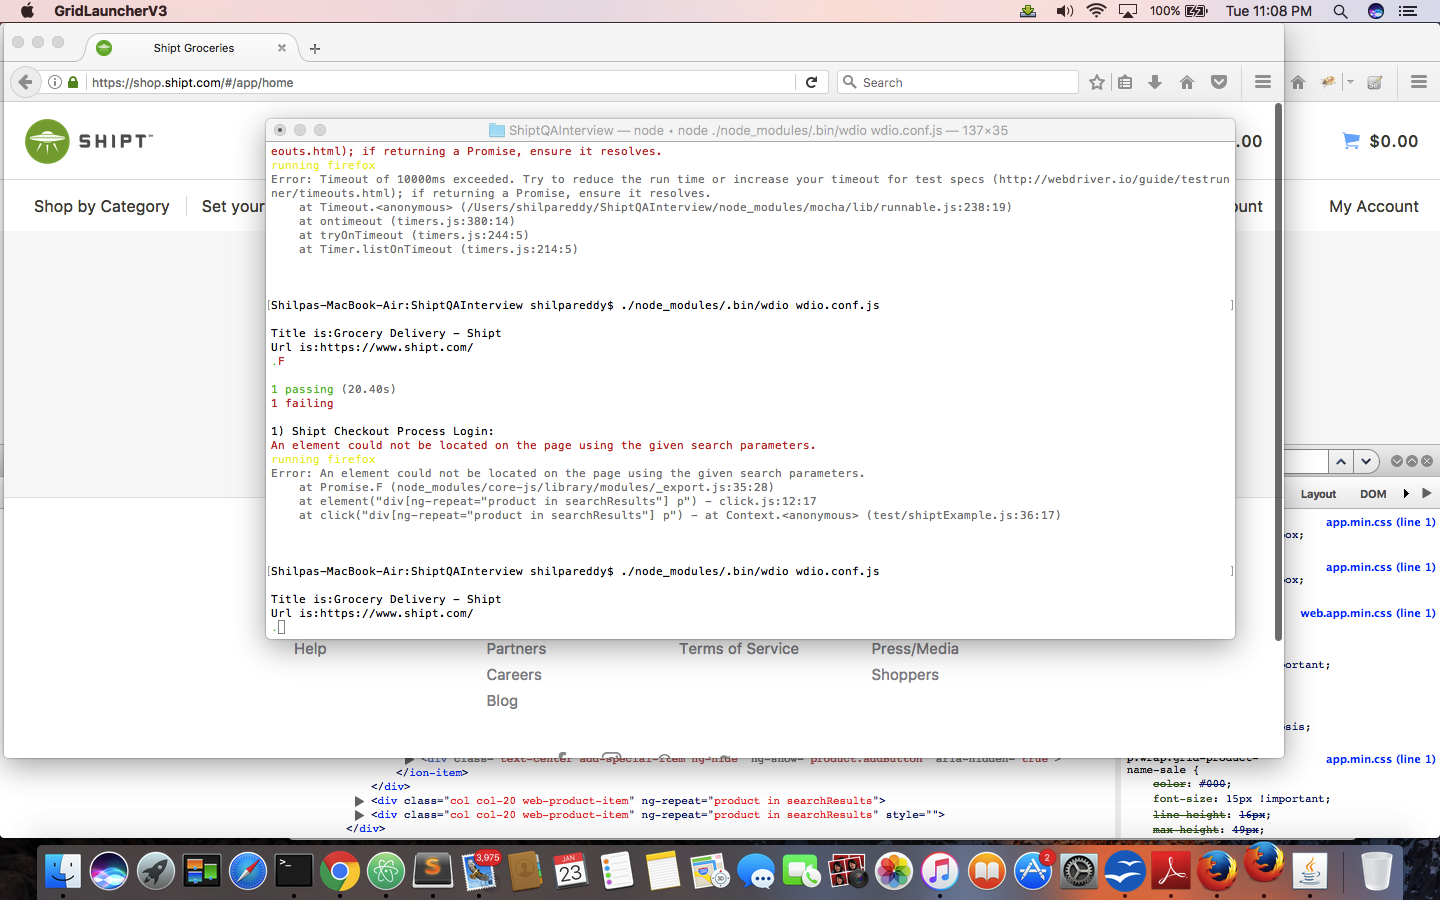 GridLauncherV3
100%
Tue 11:08 PM
Shipt Groceries
https://shop.shipt.com/#/app/home
Search
SHIPT
.00
$0.00
Shop by Category
Set your
ount
My Account
ShiptQAInterview — node • node ./node_modules/.bin/wdio wdio.conf.js — 137×35
eouts.html); if returning a Promise, ensure it resolves.
running firefox
Error: Timeout of 10000ms exceeded. Try to reduce the run time or increase your timeout for test specs (http://webdriver.io/guide/testrun
ner/timeouts.html); if returning a Promise, ensure it resolves.
at Timeout.<anonymous> (/Users/shilpareddy/ShiptQAInterview/node_modules/mocha/lib/runnable.js:238:19)
at ontimeout (timers.js:380:14)
at tryOnTimeout (timers.js:244:5)
at Timer.listOnTimeout (timers.js:214:5)
[Shilpas-MacBook-Air:ShiptQAInterview shilpareddy$ ./node_modules/.bin/wdio wdio.conf.js ]
Title is:Grocery Delivery - Shipt
Url is:https://www.shipt.com/
.F
1 passing (20.40s)
1 failing
1) Shipt Checkout Process Login:
An element could not be located on the page using the given search parameters.
running firefox
Error: An element could not be located on the page using the given search parameters.
at Promise.F (node_modules/core-js/library/modules/_export.js:35:28)
at element("div[ng-repeat="product in searchResults"] p") - click.js:12:17
at click("div[ng-repeat="product in searchResults"] p") - at Context.<anonymous> (test/shiptExample.js:36:17)
[Shilpas-MacBook-Air:ShiptQAInterview shilpareddy$ ./node_modules/.bin/wdio wdio.conf.js ]
Title is:Grocery Delivery - Shipt
Url is:https://www.shipt.com/
.
Layout
DOM
app.min.css (line 1)
ox;
app.min.css (line 1)
ox;
web.app.min.css (line 1)
ortant;
sis;
app.min.css (line 1)
name-sale {
color: #000;
font-size: 15px !important;
line-height: 16px;
max-height: 49px;
Help
Partners
Terms of Service
Press/Media
Careers
Shoppers
Blog
</ion-item>
</div>
<div class="col col-20 web-product-item" ng-repeat="product in searchResults">
<div class="col col-20 web-product-item" ng-repeat="product in searchResults" style="">
</div>
3,975
JAN
23
2